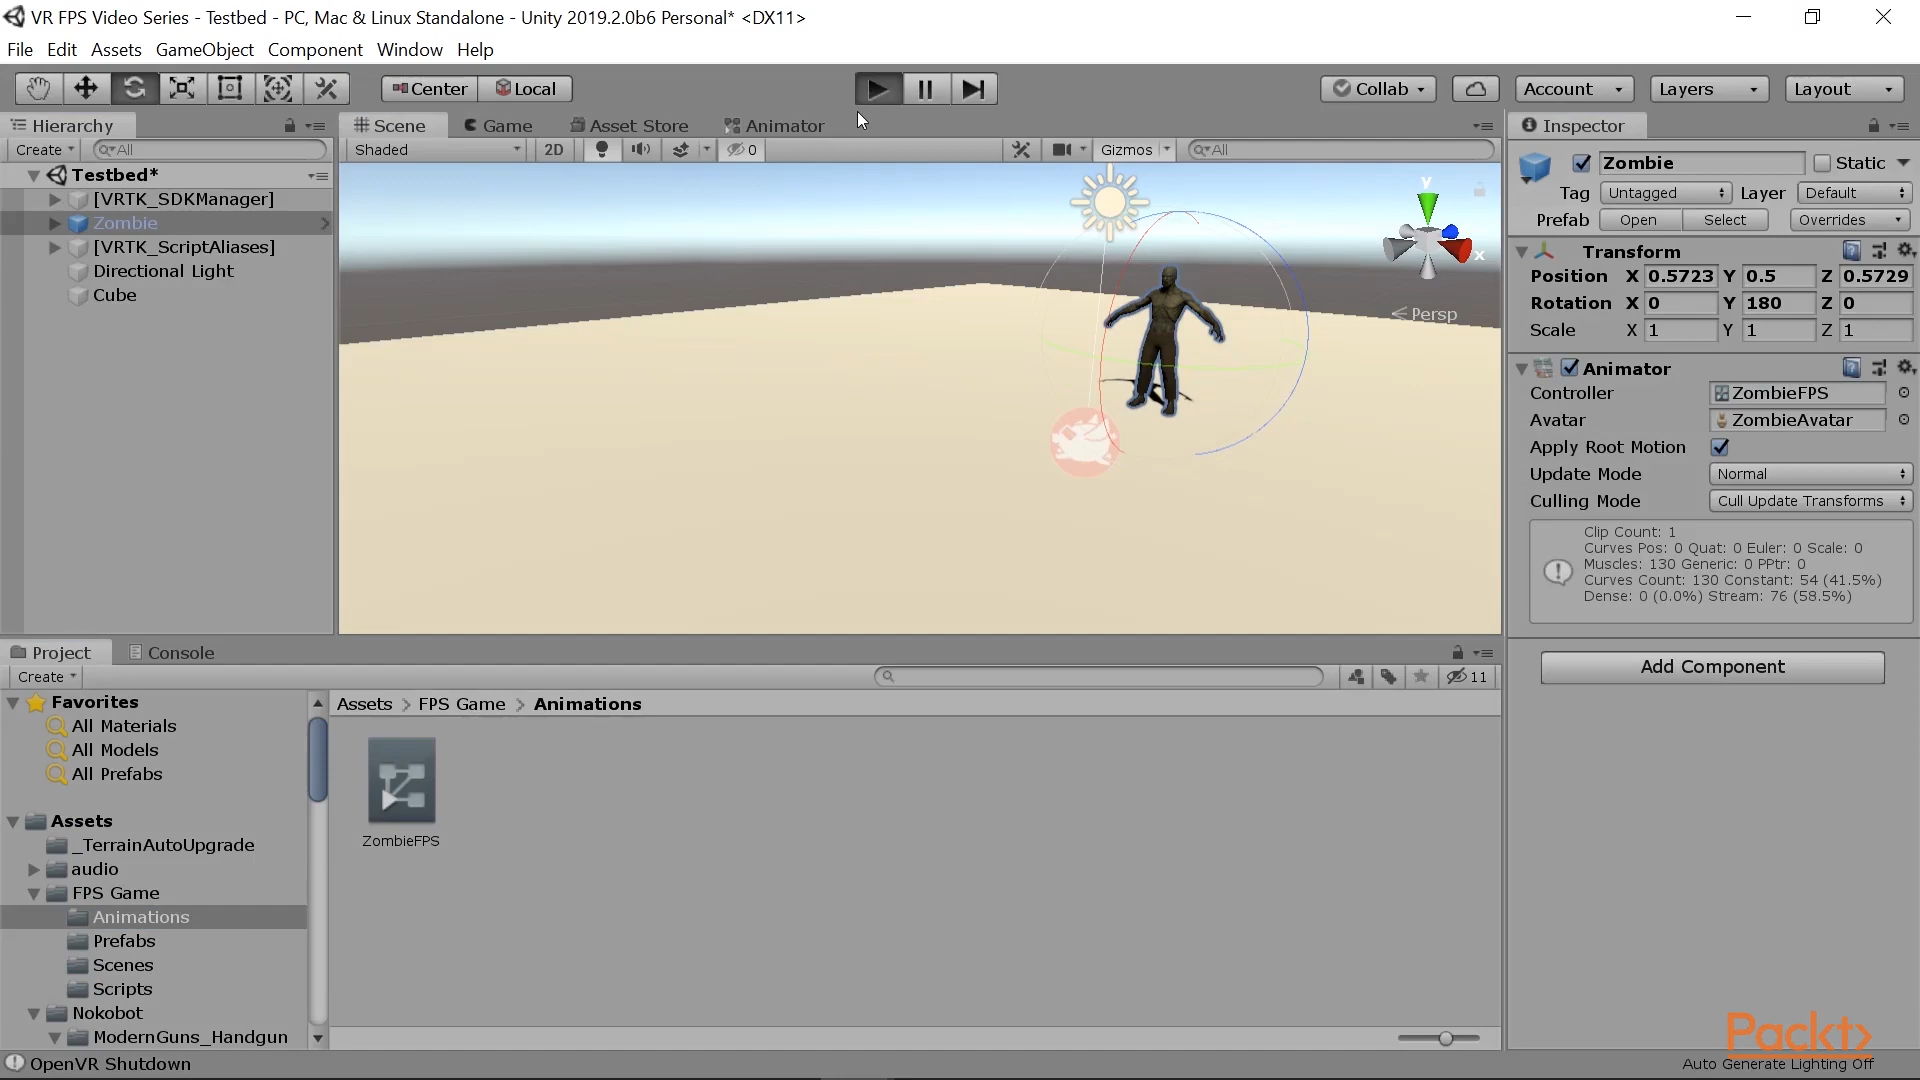 VR FPS Video Series - Testbed - PC, Mac & Linux Standalone - Unity 2019.2.0b6 Personal* <DX11>
File Edit Assets GameObject Component Window Help
Center Local Collab Account Layers Layout
Hierarchy
Create All
Testbed*
[VRTK_SDKManager]
Zombie
[VRTK_ScriptAliases]
Directional Light
Cube
Scene Game Asset Store Animator
Shaded 2D 0 Gizmos All
y
x
Persp
Inspector
Zombie Static
Tag Untagged Layer Default
Prefab Open Select Overrides
Transform
Position X 0.5723 Y 0.5 Z 0.5729
Rotation X 0 Y 180 Z 0
Scale X 1 Y 1 Z 1
Animator
Controller ZombieFPS
Avatar ZombieAvatar
Apply Root Motion
Update Mode Normal
Culling Mode Cull Update Transforms
Clip Count: 1
Curves Pos: 0 Quat: 0 Euler: 0 Scale: 0
Muscles: 130 Generic: 0 PPtr: 0
Curves Count: 130 Constant: 54 (41.5%)
Dense: 0 (0.0%) Stream: 76 (58.5%)
Add Component
Project Console
Create 11
Favorites
All Materials
All Models
All Prefabs
Assets
_TerrainAutoUpgrade
audio
FPS Game
Animations
Prefabs
Scenes
Scripts
Nokobot
ModernGuns_Handgun
Assets > FPS Game > Animations
ZombieFPS
OpenVR Shutdown
Packt>
Auto Generate Lighting Off